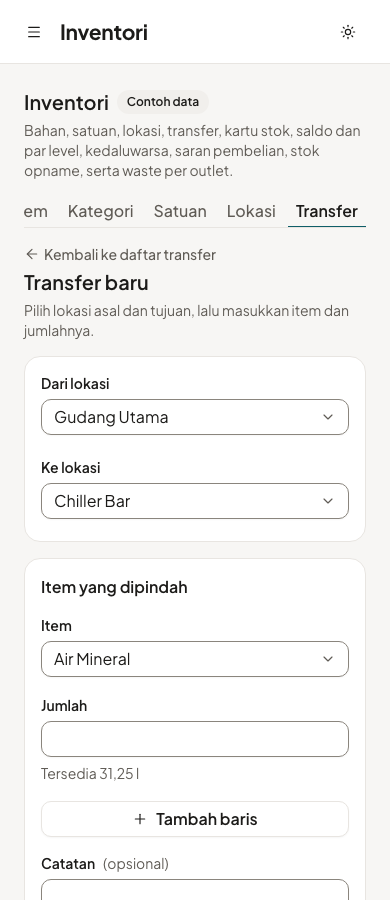 Inventori
Inventori
Contoh data
Bahan, satuan, lokasi, transfer, kartu stok, saldo dan
par level, kedaluwarsa, saran pembelian, stok
opname, serta waste per outlet.
em Kategori Satuan Lokasi Transfer
Kembali ke daftar transfer
Transfer baru
Pilih lokasi asal dan tujuan, lalu masukkan item dan
jumlahnya.
Dari lokasi
Gudang Utama
Ke lokasi
Chiller Bar
Item yang dipindah
Item
Air Mineral
Jumlah
Tersedia 31,25 l
+ Tambah baris
Catatan (opsional)